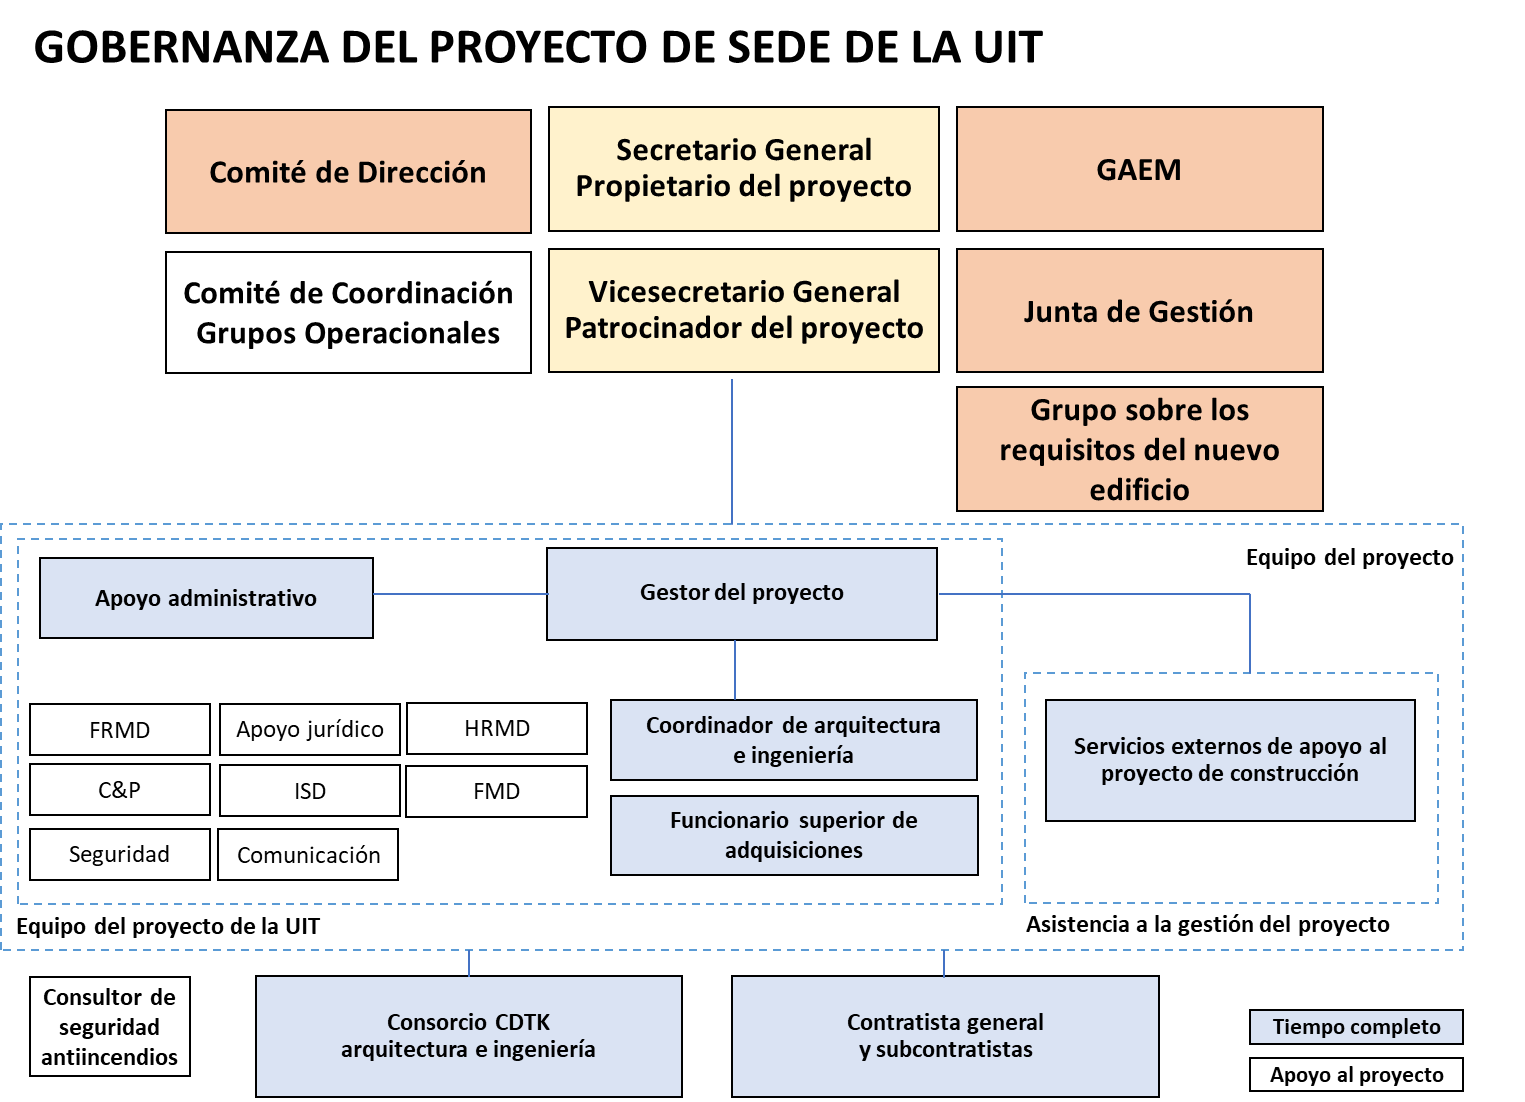 GOBERNANZA DEL PROYECTO DE SEDE DE LA UIT
Comité de Dirección
Secretario General
Propietario del proyecto
GAEM
Comité de Coordinación
Grupos Operacionales
Vicesecretario General
Patrocinador del proyecto
Junta de Gestión
Grupo sobre los
requisitos del nuevo
edificio
Equipo del proyecto
Apoyo administrativo
Gestor del proyecto
FRMD
Apoyo jurídico
HRMD
C&P
ISD
FMD
Seguridad
Comunicación
Coordinador de arquitectura
e ingeniería
Funcionario superior de
adquisiciones
Servicios externos de apoyo al
proyecto de construcción
Equipo del proyecto de la UIT
Asistencia a la gestión del proyecto
Consultor de
seguridad
antiincendios
Consorcio CDTK
arquitectura e ingeniería
Contratista general
y subcontratistas
Tiempo completo
Apoyo al proyecto